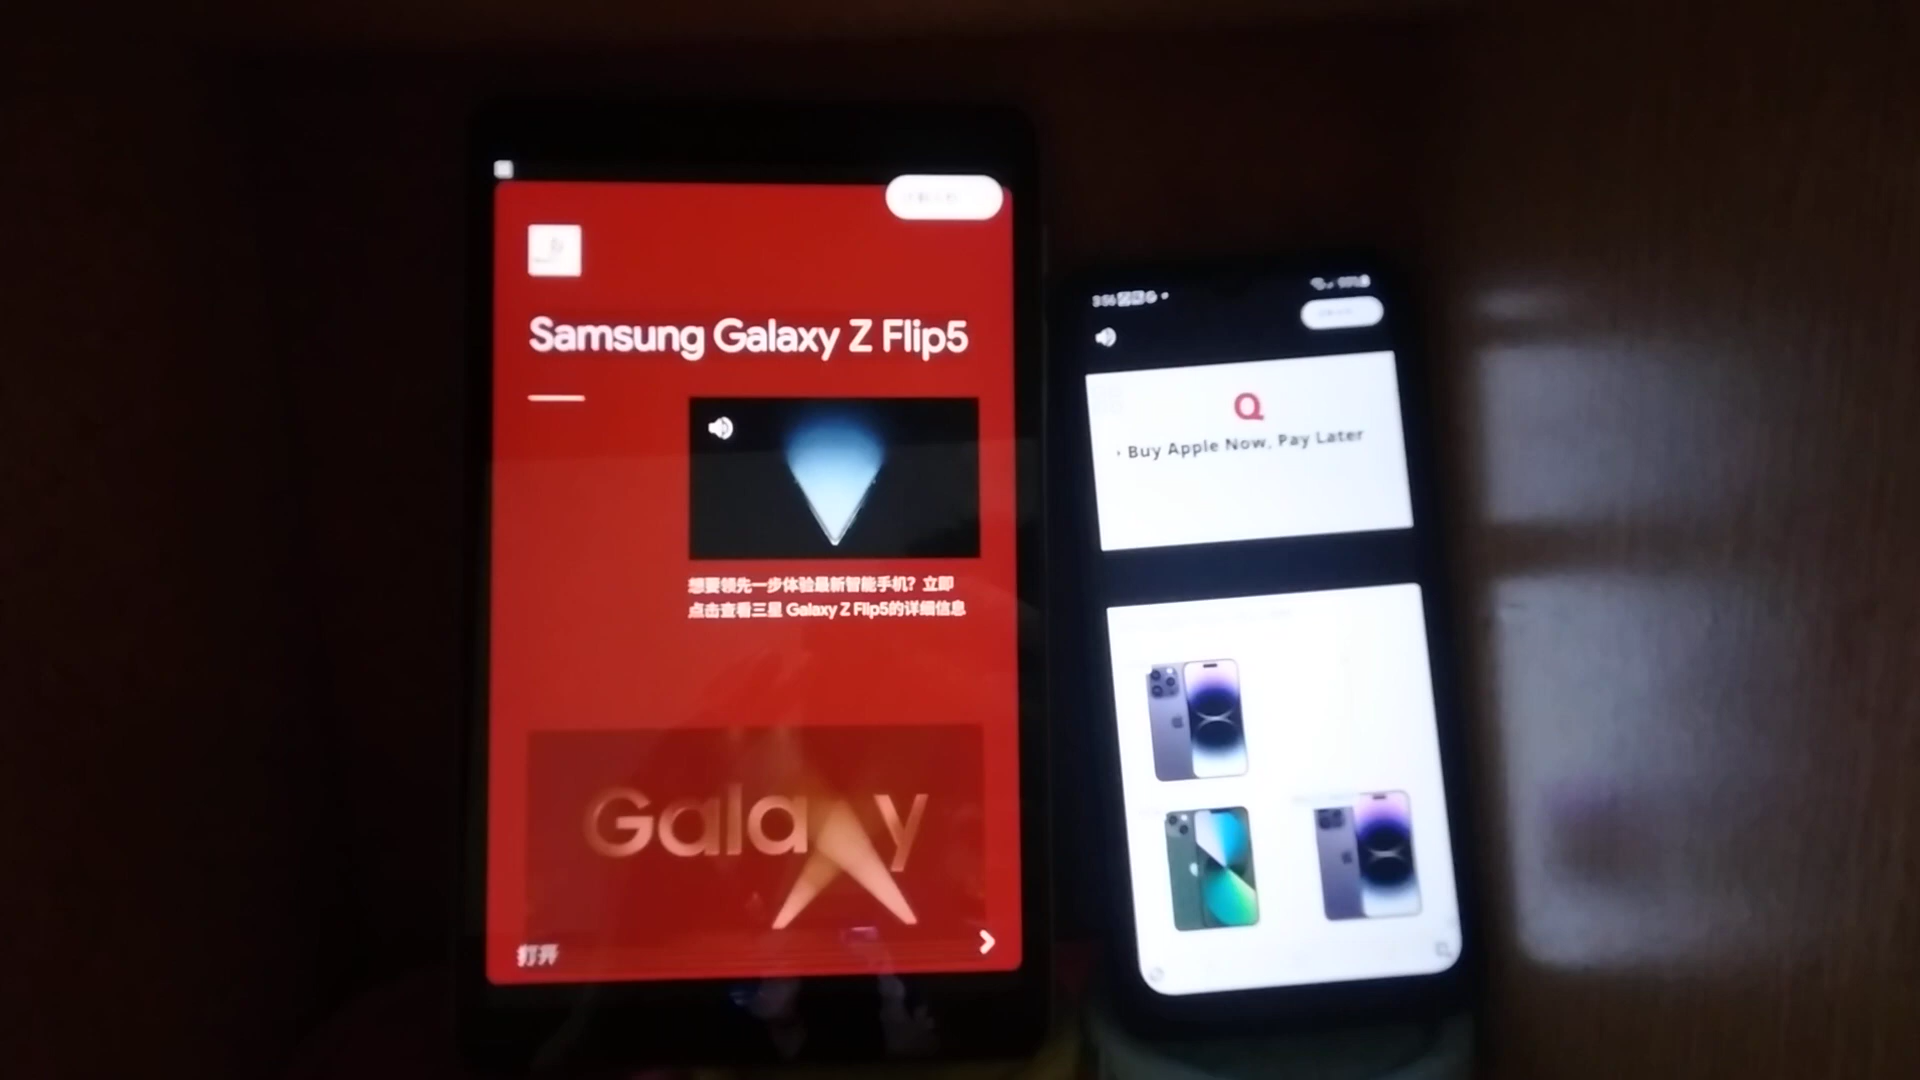 Samsung Galaxy Z Flip5
想要领先一步体验最新智能手机？立即
点击查看三星 Galaxy Z Flip5的详细信息
Galaxy
打开
3:56
Q
Buy Apple Now, Pay Later